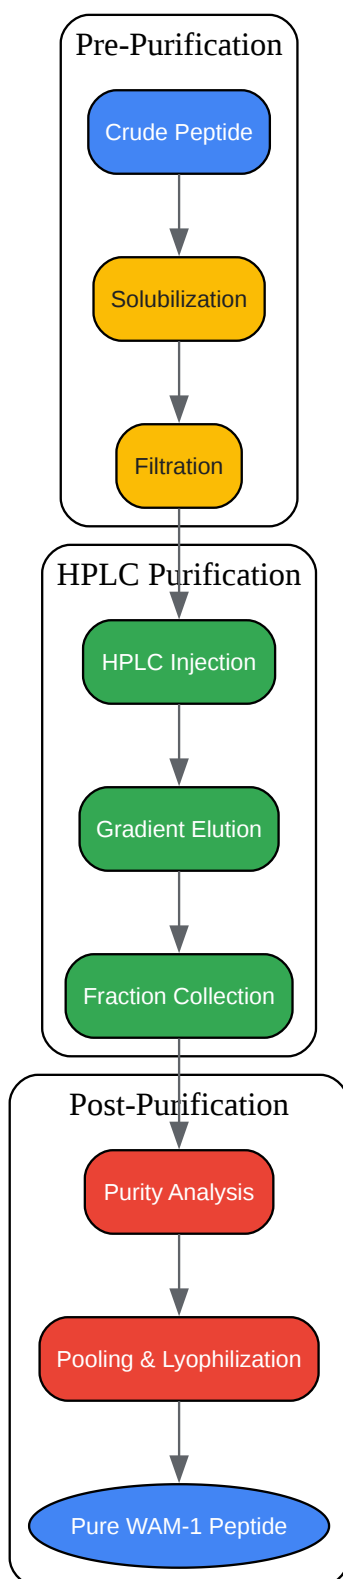 Pre-Purification
Crude Peptide
Solubilization
Filtration
HPLC Purification
HPLC Injection
Gradient Elution
Fraction Collection
Post-Purification
Purity Analysis
Pooling & Lyophilization
Pure WAM-1 Peptide